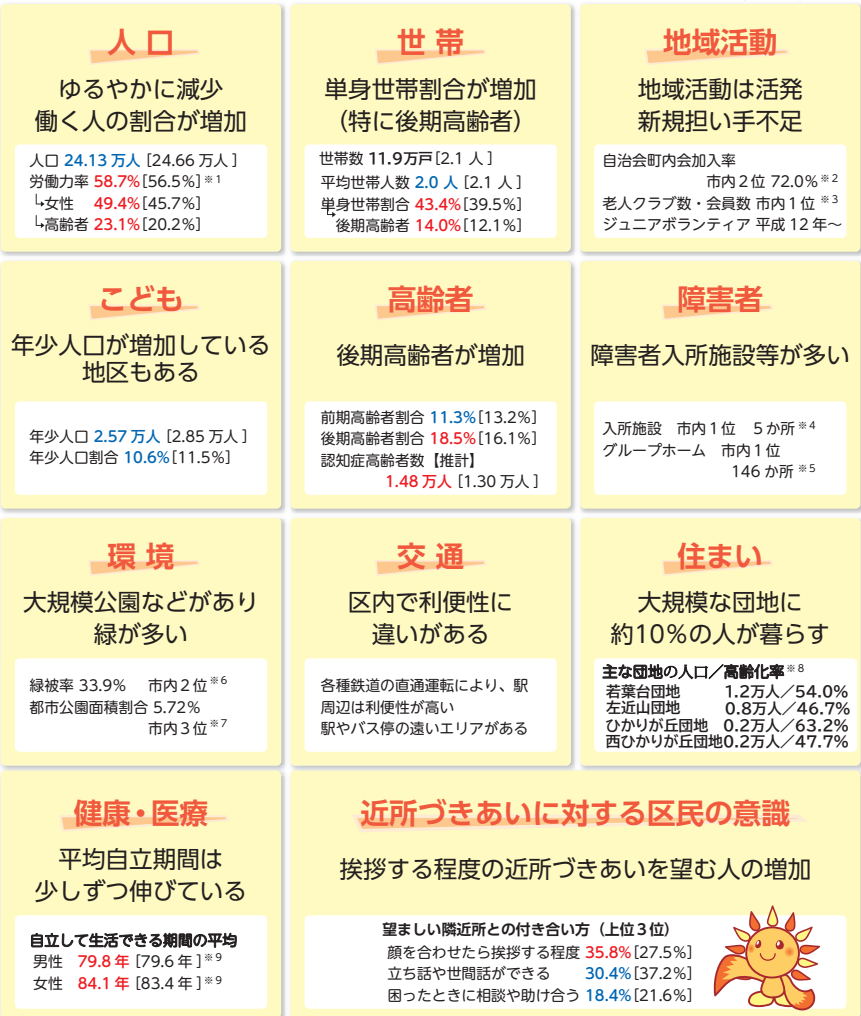 人口
ゆるやかに減少
働く人の割合が増加
人口 24.13 万人 [24.66 万人]
労働力率 58.7%[56.5%]※1
↳女性 49.4%[45.7%]
↳高齢者 23.1%[20.2%]
世帯
単身世帯割合が増加
(特に後期高齢者)
世帯数 11.9万戸[2.1 人]
平均世帯人数 2.0 人 [2.1 人]
単身世帯割合 43.4%[39.5%]
↳後期高齢者 14.0%[12.1%]
地域活動
地域活動は活発
新規担い手不足
自治会町内会加入率
市内2位 72.0%※2
老人クラブ数・会員数 市内1位 ※3
ジュニアボランティア 平成 12 年~
こども
年少人口が増加している
地区もある
年少人口 2.57 万人 [2.85 万人]
年少人口割合 10.6%[11.5%]
高齢者
後期高齢者が増加
前期高齢者割合 11.3%[13.2%]
後期高齢者割合 18.5%[16.1%]
認知症高齢者数【推計】
1.48 万人 [1.30 万人]
障害者
障害者入所施設等が多い
入所施設 市内1位 5か所※4
グループホーム 市内1位
146 か所※5
環境
大規模公園などがあり
緑が多い
緑被率 33.9% 市内2位※6
都市公園面積割合 5.72%
市内3位※7
交通
区内で利便性に
違いがある
各種鉄道の直通運転により、駅
周辺は利便性が高い
駅やバス停の遠いエリアがある
住まい
大規模な団地に
約10%の人が暮らす
主な団地の人口/高齢化率※8
若葉台団地 1.2万人/54.0%
左近山団地 0.8万人/46.7%
ひかりが丘団地 0.2万人/63.2%
西ひかりが丘団地0.2万人/47.7%
健康・医療
平均自立期間は
少しずつ伸びている
自立して生活できる期間の平均
男性 79.8 年 [79.6 年]※9
女性 84.1 年 [83.4 年]※9
近所づきあいに対する区民の意識
挨拶する程度の近所づきあいを望む人の増加
望ましい隣近所との付き合い方(上位3位)
顔を合わせたら挨拶する程度 35.8%[27.5%]
立ち話や世間話ができる 30.4%[37.2%]
困ったときに相談や助け合う 18.4%[21.6%]